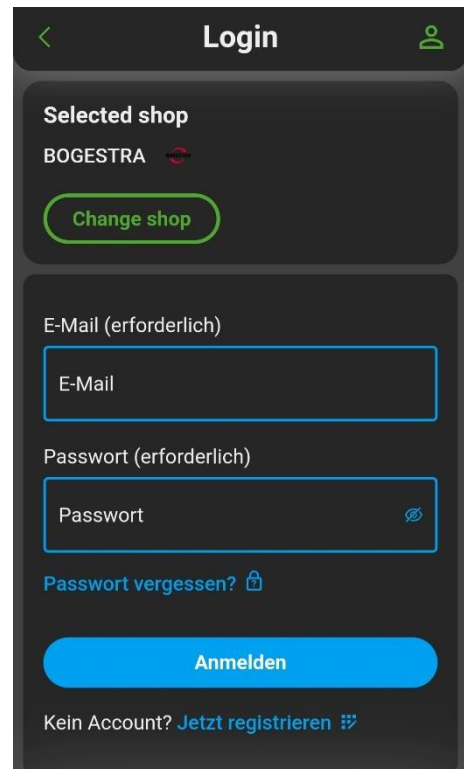 Login
Selected shop
BOGESTRA
Change shop
E-Mail (erforderlich)
E-Mail
Passwort (erforderlich)
Passwort
Passwort vergessen?
Anmelden
Kein Account? Jetzt registrieren